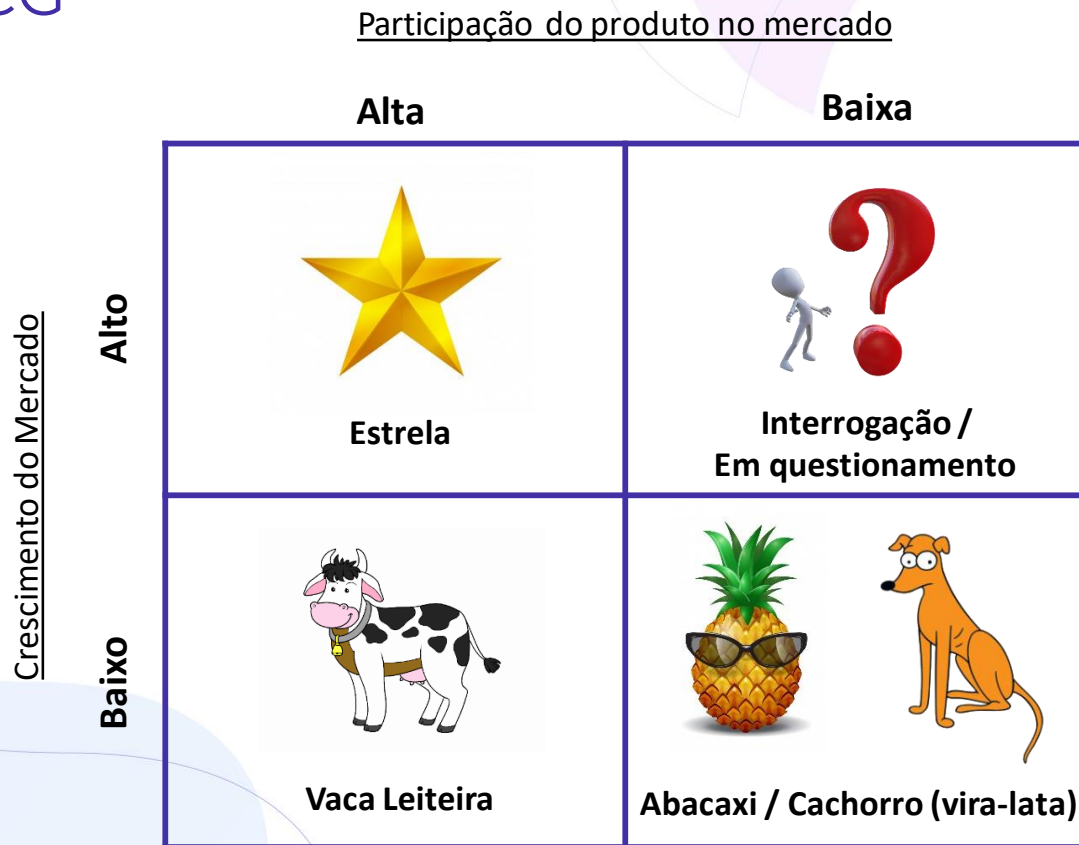 CG
Participação do produto no mercado
Alta
Baixa
Crescimento do Mercado
Alto
Estrela
Interrogação /
Em questionamento
Baixo
Vaca Leiteira
Abacaxi / Cachorro (vira-lata)